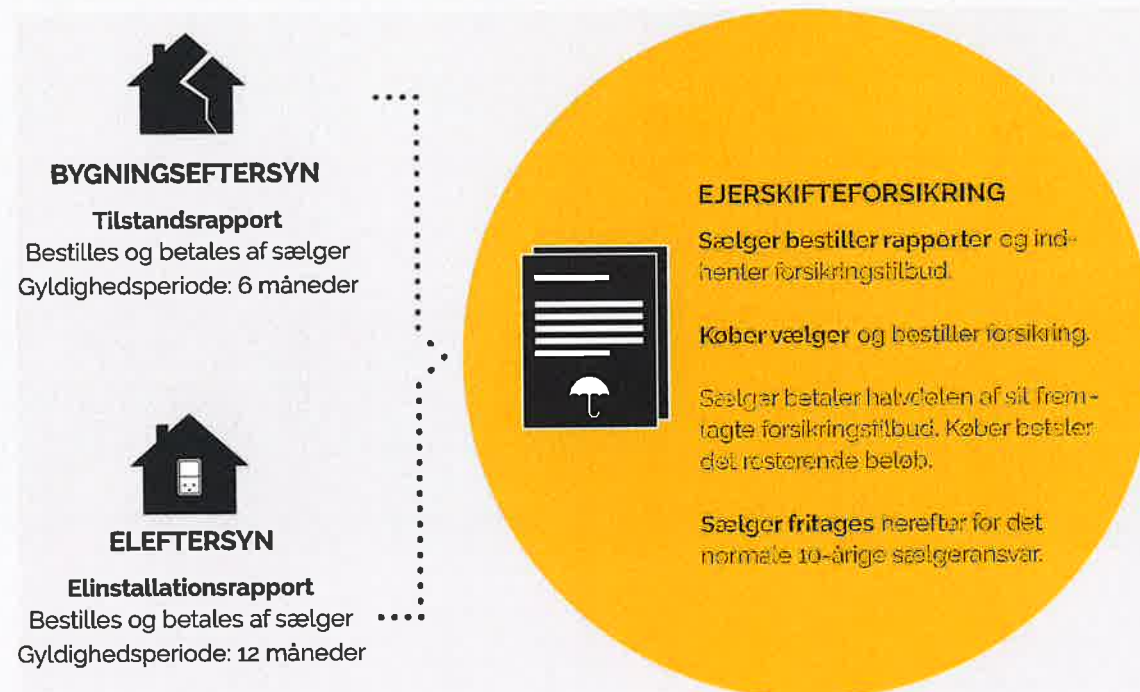 BYGNINGSEFTERSYN
Tilstandsrapport
Bestilles og betales af sælger
Gyldighedsperiode: 6 måneder
ELEFTERSYN
Elinstallationsrapport
Bestilles og betales af sælger
Gyldighedsperiode: 12 måneder
EJERSKIFTEFORSIKRING
Sælger bestiller rapporter og ind-
henter forsikringstilbud.
Køber vælger og bestiller forsikring.
Sælger betaler halvdelen af sit frem-
lagte forsikringstilbud. Køber betaler
det resterende beløb.
Sælger fritages herefter for det
normale 10-årige sælgeransvar.